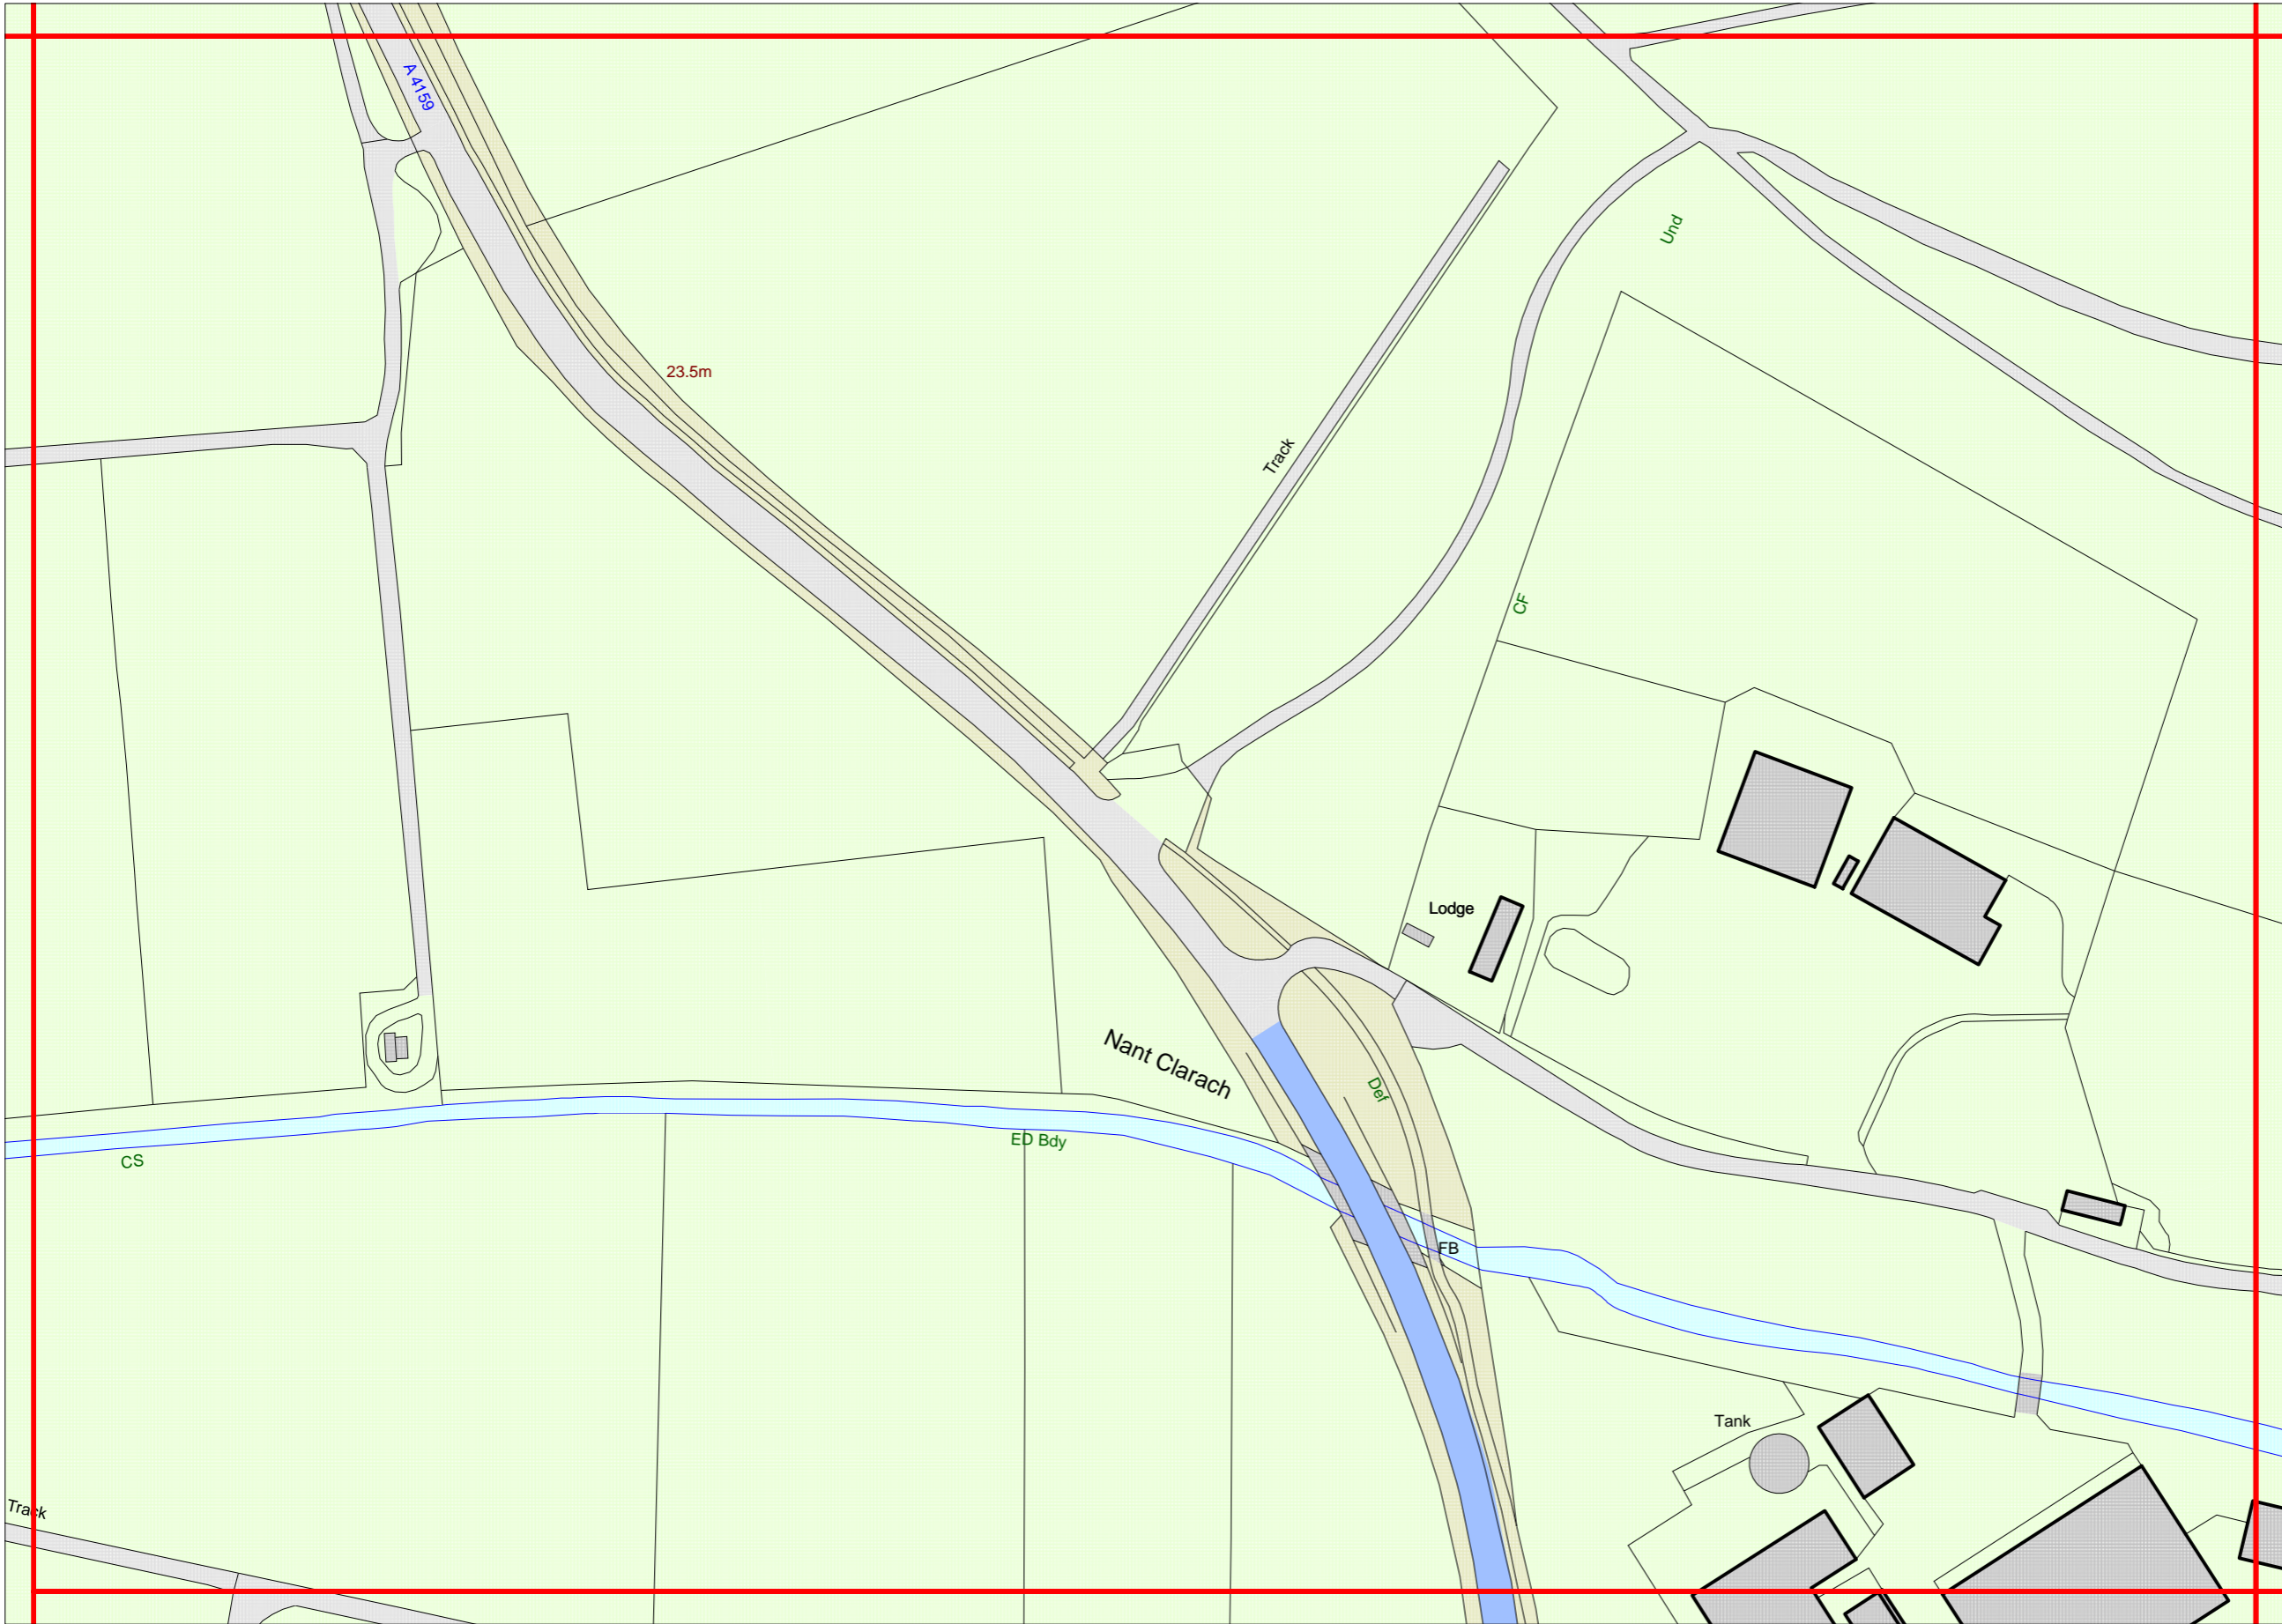 A 4159
Und
23.5m
Track
CF
Lodge
Nant Clarach
Def
ED Bdy
CS
FB
Tank
Track